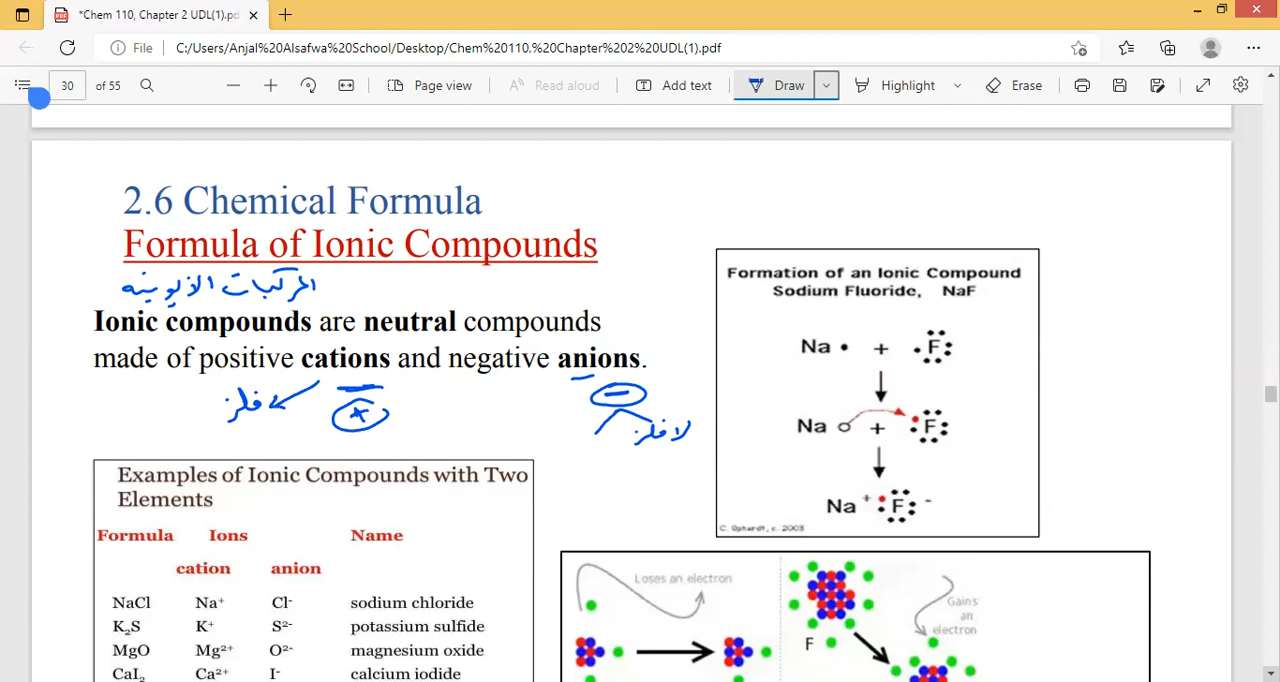 *Chem 110, Chapter 2 UDL(1).pdf
File C:/Users/Anjal%20Alsafwa%20School/Desktop/Chem%20110,%20Chapter%202%20UDL(1).pdf
30 of 55 Page view Read aloud Add text Draw Highlight Erase
2.6 Chemical Formula
Formula of Ionic Compounds
المركبات الايونيه
Ionic compounds are neutral compounds
made of positive cations and negative anions.
فلز +
− لا فلز
Formation of an Ionic Compound
Sodium Fluoride, NaF
Na • + F
Na + F
Na + F -
C. Ophardt, c. 2003
Examples of Ionic Compounds with Two
Elements
Formula Ions Name
cation anion
NaCl Na⁺ Cl⁻ sodium chloride
K₂S K⁺ S²⁻ potassium sulfide
MgO Mg²⁺ O²⁻ magnesium oxide
CaI₂ Ca²⁺ I⁻ calcium iodide
Loses an electron
Gains
an
electron
F